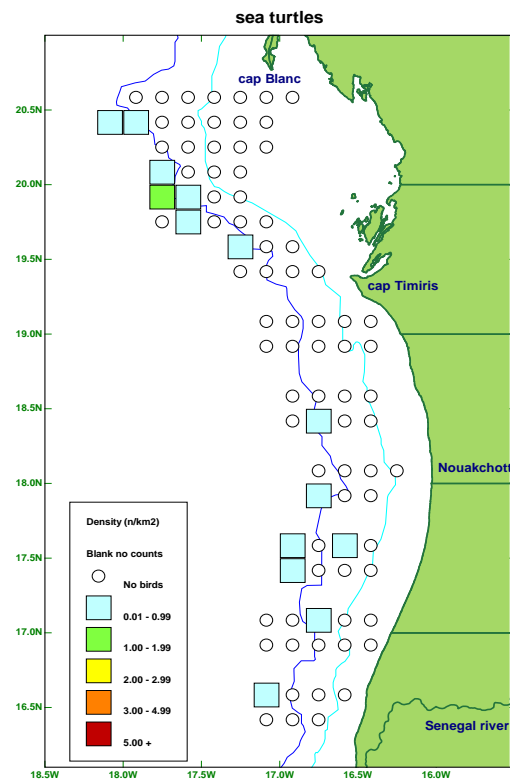 sea turtles
cap Blanc
20.5N
20.0N
19.5N
cap Timiris
19.0N
18.5N
Nouakchott
18.0N
Density (n/km2)
Blank no counts
No birds
0.01 - 0.99
1.00 - 1.99
2.00 - 2.99
3.00 - 4.99
5.00 +
17.5N
17.0N
16.5N
Senegal river
18.5W 18.0W 17.5W 17.0W 16.5W 16.0W